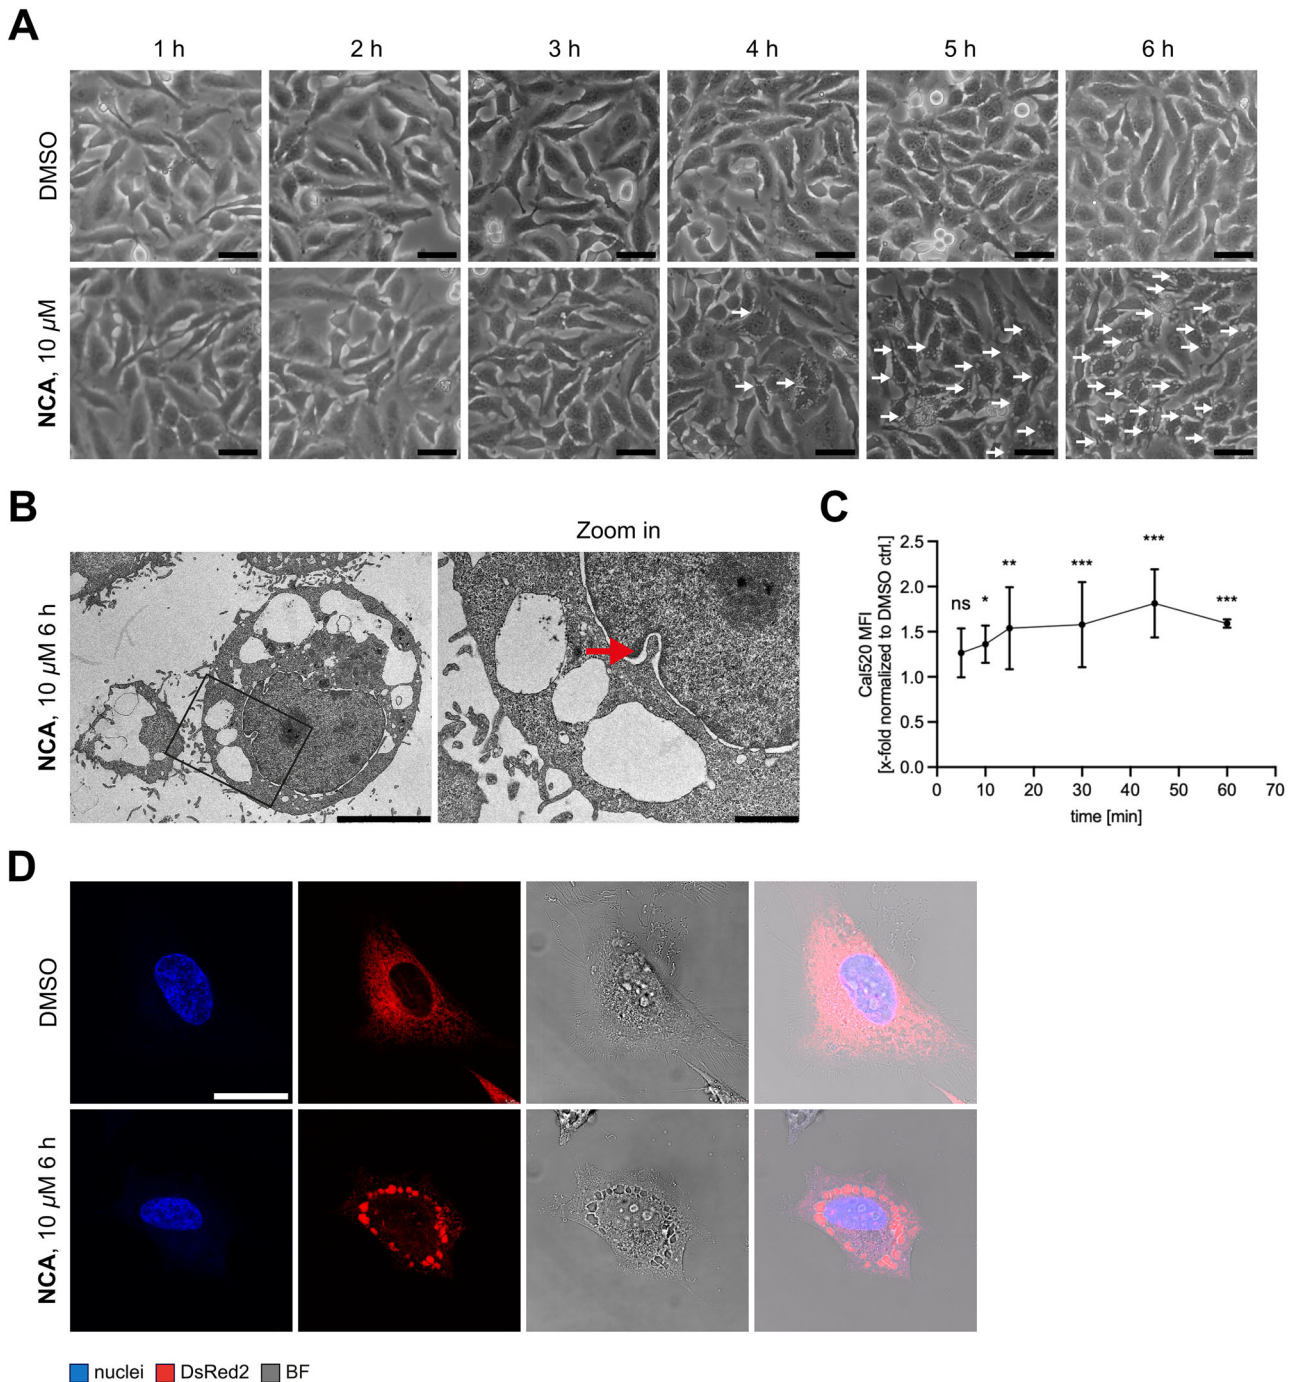 A
1 h 2 h 3 h 4 h 5 h 6 h
DMSO
NCA, 10 µM
B
Zoom in
NCA, 10 µM 6 h
C
Cal520 MFI
[x-fold normalized to DMSO ctrl.]
2.5
2.0
1.5
1.0
0.5
0.0
ns * ** *** *** ***
0 10 20 30 40 50 60 70
time [min]
D
DMSO
NCA, 10 µM 6 h
nuclei DsRed2 BF